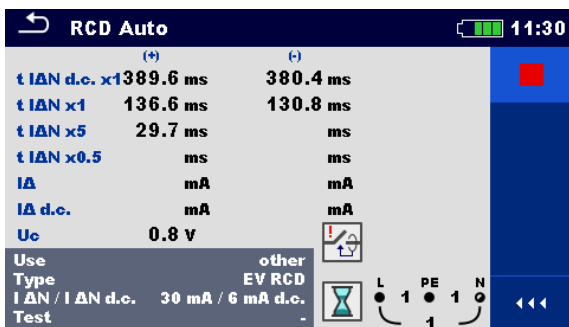 RCD Auto 11:30
(+) (-)
t IΔN d.c. x1 389.6 ms 380.4 ms
t IΔN x1 136.6 ms 130.8 ms
t IΔN x5 29.7 ms ms
t IΔN x0.5 ms ms
IΔ mA mA
IΔ d.c. mA mA
Uc 0.8 V
Use other
Type EV RCD
I ΔN / I ΔN d.c. 30 mA / 6 mA d.c.
Test -
L PE N
1 1
1